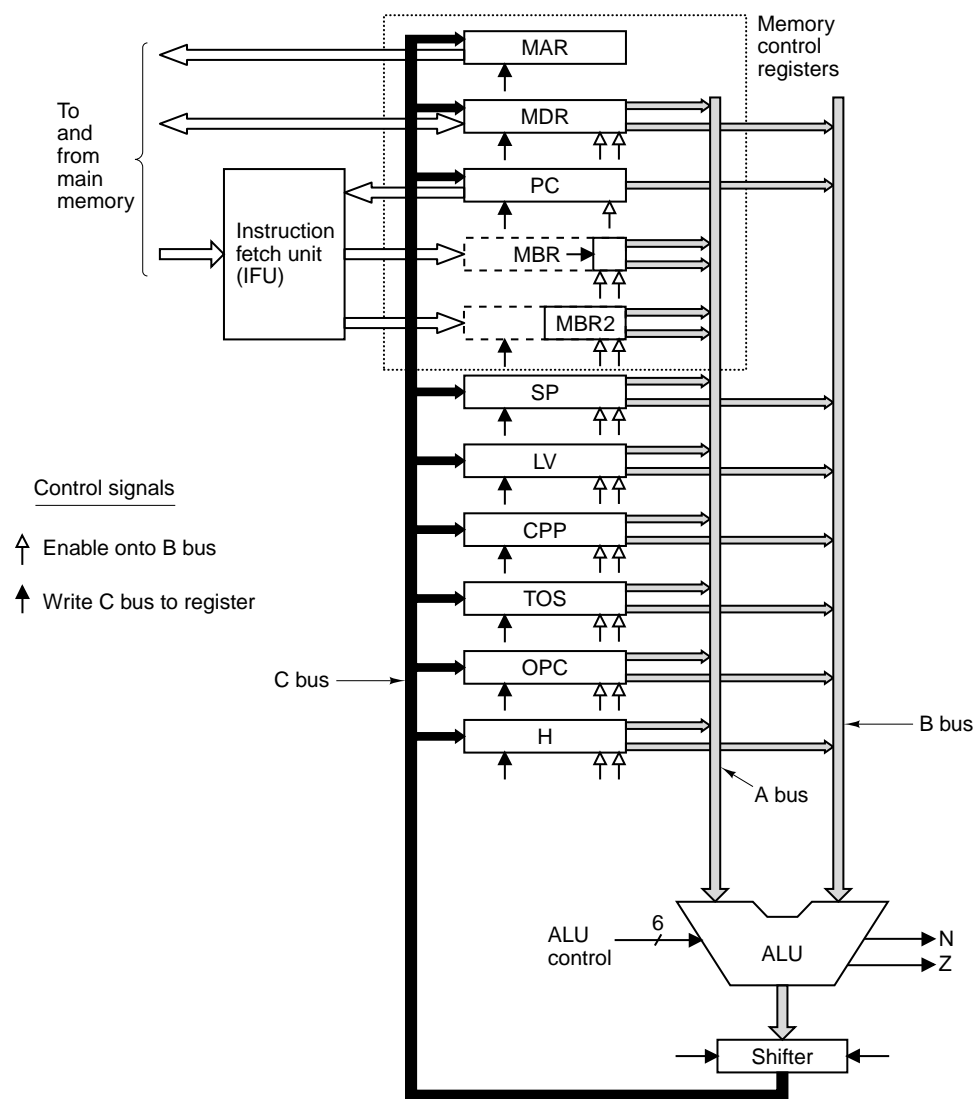 MAR
Memory
control
registers
To
and
from
main
memory
MDR
PC
Instruction
fetch unit
(IFU)
MBR
MBR2
SP
LV
Control signals
CPP
Enable onto B bus
TOS
Write C bus to register
OPC
C bus
H
B bus
A bus
6
ALU
control
ALU
N
Z
Shifter